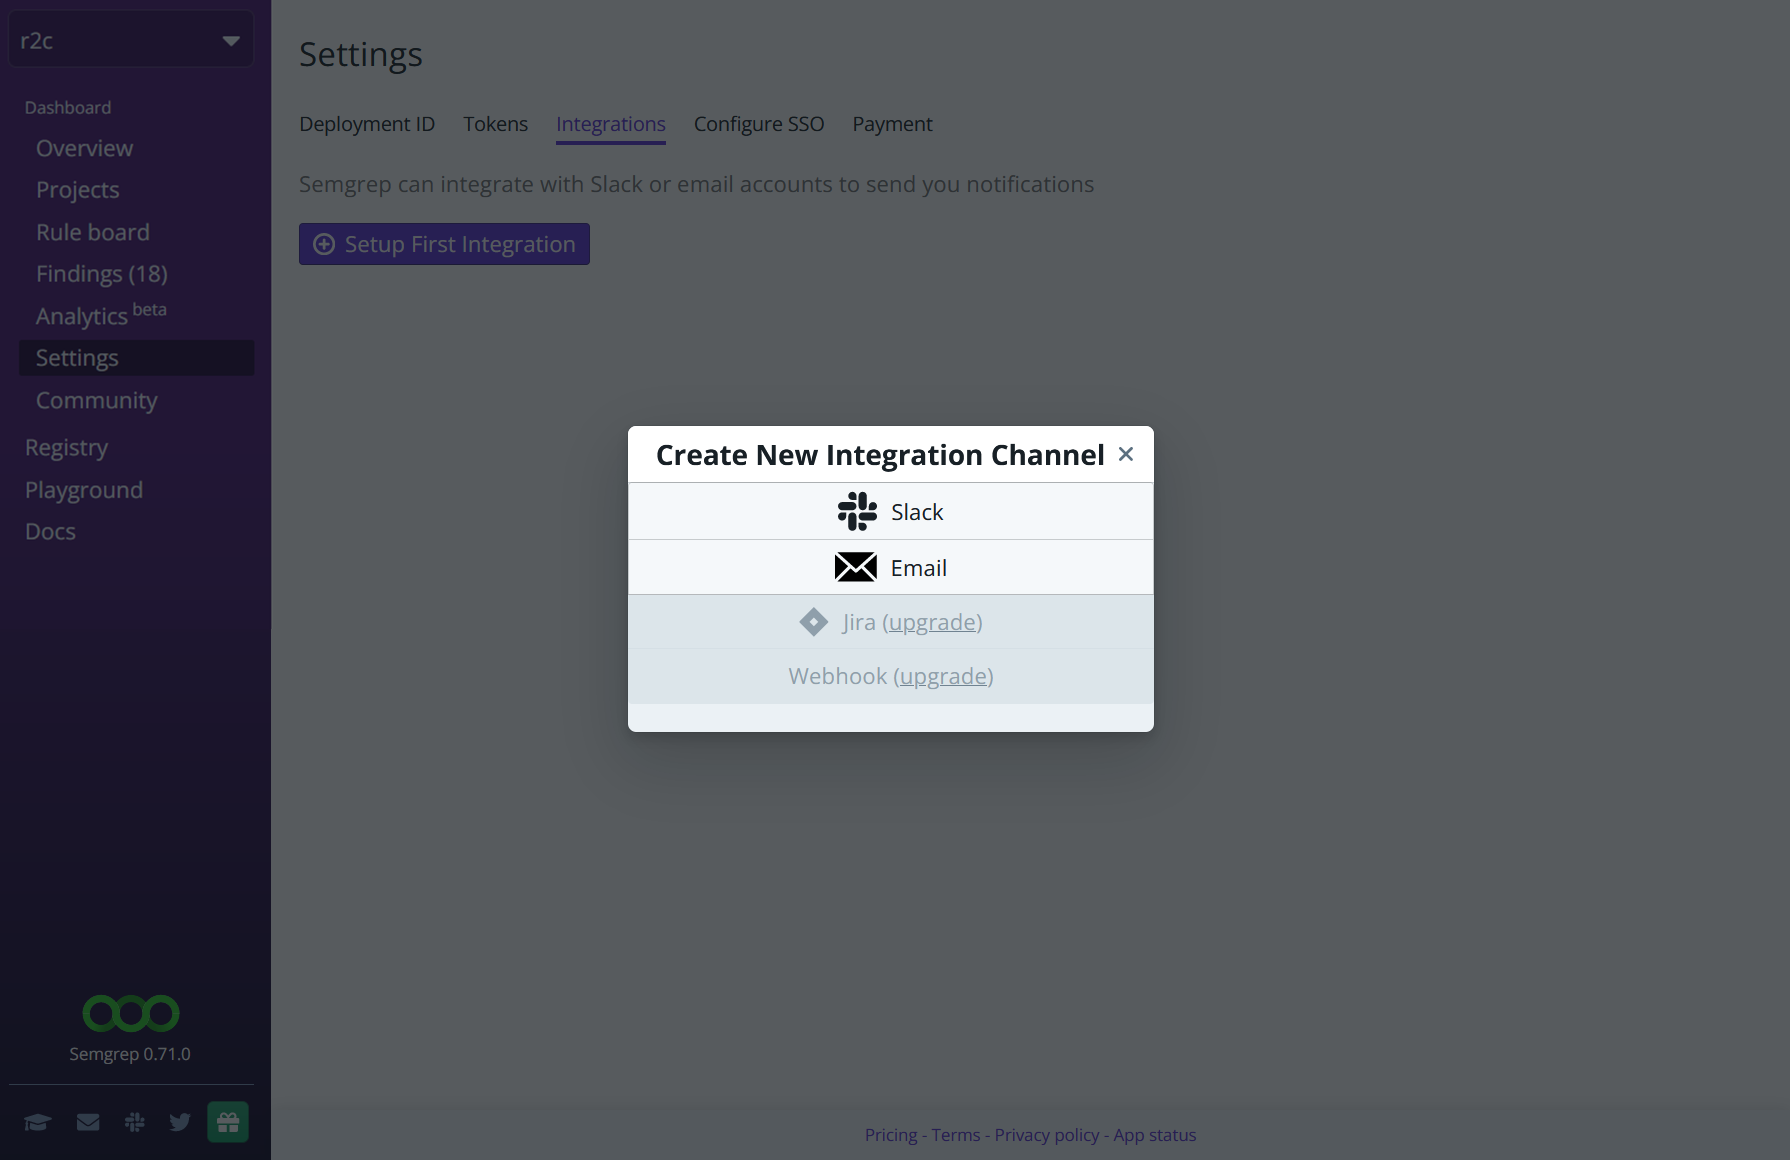 r2c
Dashboard
Overview
Projects
Rule board
Findings (18)
Analytics beta
Settings
Community
Registry
Playground
Docs
Semgrep 0.71.0
Settings
Deployment ID Tokens Integrations Configure SSO Payment
Semgrep can integrate with Slack or email accounts to send you notifications
Setup First Integration
Create New Integration Channel ×
Slack
Email
Jira (upgrade)
Webhook (upgrade)
Pricing - Terms - Privacy policy - App status